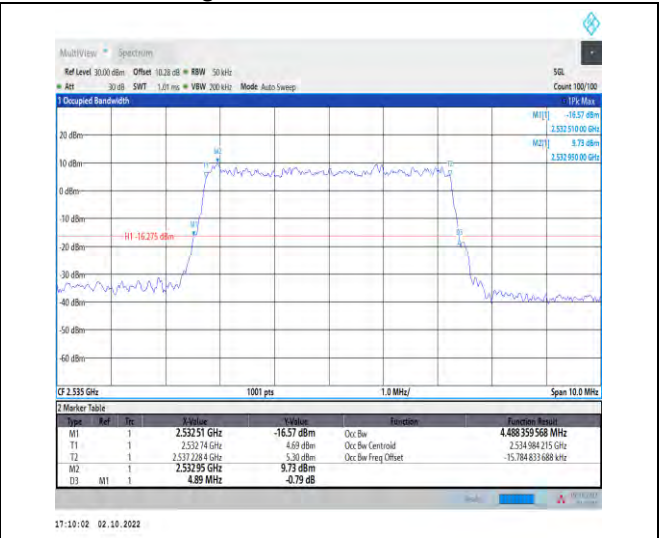 MultiView Spectrum
Ref Level 30.00 dBm Offset 10.28 dB RBW 50 kHz SGL
Att 30 dB SWT 1.01 ms VBW 200 kHz Mode Auto Sweep Count 100/100
1 Occupied Bandwidth 1Pk Max
M1[1] -16.57 dBm
2.532 510 00 GHz
20 dBm M2[1] 9.73 dBm
2.532 950 00 GHz
M2
10 dBm T1 T2
0 dBm
-10 dBm
M1
H1 -16.275 dBm D3
-20 dBm
-30 dBm
-40 dBm
-50 dBm
-60 dBm
CF 2.535 GHz 1001 pts 1.0 MHz/ Span 10.0 MHz
2 Marker Table
Type Ref Trc X-Value Y-Value Function Function Result
M1 1 2.53251 GHz -16.57 dBm Occ Bw 4.488 359 568 MHz
T1 1 2.532 74 GHz 4.69 dBm Occ Bw Centroid 2.534 984 215 GHz
T2 1 2.537 228 4 GHz 5.30 dBm Occ Bw Freq Offset -15.784 833 688 kHz
M2 1 2.53295 GHz 9.73 dBm
D3 M1 1 4.89 MHz -0.79 dB
17:10:02 02.10.2022